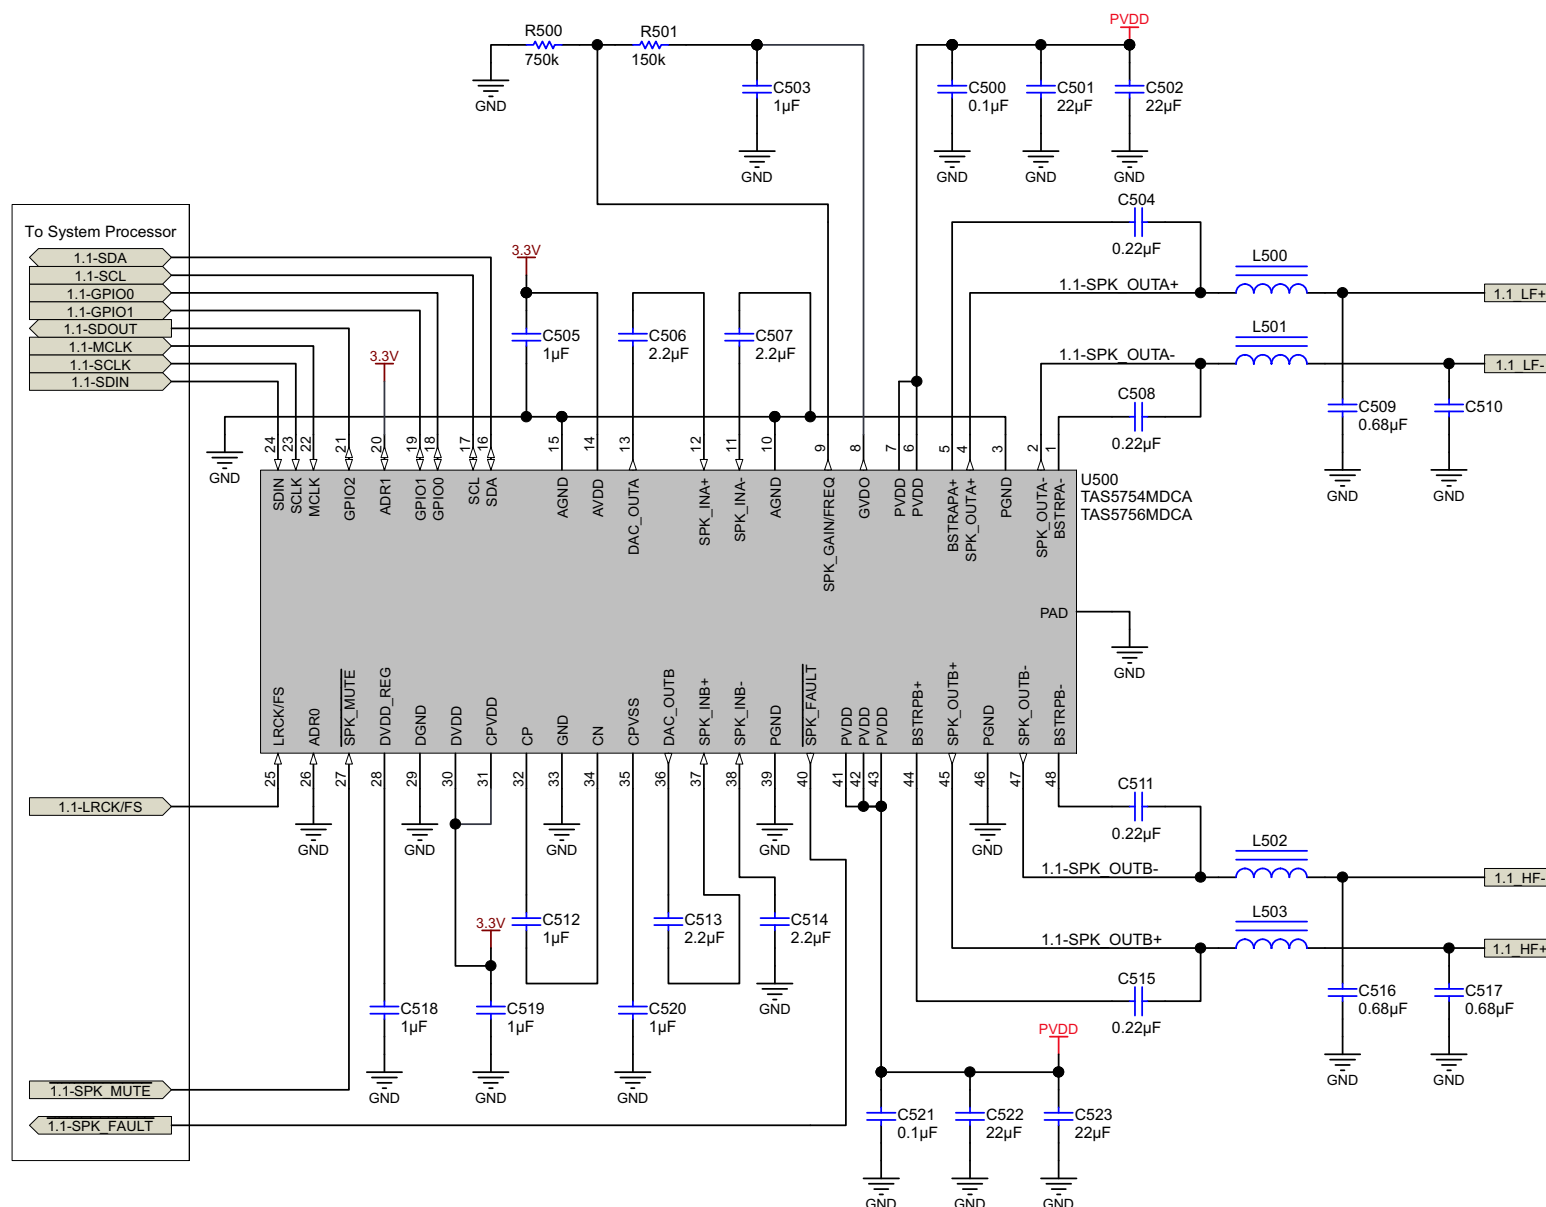 R500
750k
R501
150k
PVDD
C503
1µF
C500
0.1µF
C501
22µF
C502
22µF
GND
GND
GND
GND
GND
To System Processor
1.1-SDA
1.1-SCL
1.1-GPIO0
1.1-GPIO1
1.1-SDOUT
1.1-MCLK
1.1-SCLK
1.1-SDIN
3.3V
3.3V
C504
0.22µF
1.1-SPK_OUTA+
L500
1.1_LF+
C505
1µF
C506
2.2µF
C507
2.2µF
1.1-SPK_OUTA-
L501
1.1_LF-
C508
0.22µF
C509
0.68µF
C510
GND
GND
GND
24
23
22
21
20
19
18
17
16
15
14
13
12
11
10
9
8
7
6
5
4
3
2
1
SDIN
SCLK
MCLK
GPIO2
ADR1
GPIO1
GPIO0
SCL
SDA
AGND
AVDD
DAC_OUTA
SPK_INA+
SPK_INA-
AGND
SPK_GAIN/FREQ
GVDO
PVDD
PVDD
BSTRAPA+
SPK_OUTA+
PGND
SPK_OUTA-
BSTRPA-
U500
TAS5754MDCA
TAS5756MDCA
PAD
GND
LRCK/FS
ADR0
SPK_MUTE
DVDD_REG
DGND
DVDD
CPVDD
CP
GND
CN
CPVSS
DAC_OUTB
SPK_INB+
SPK_INB-
PGND
SPK_FAULT
PVDD
PVDD
PVDD
BSTRPB+
SPK_OUTB+
PGND
SPK_OUTB-
BSTRPB-
25
26
27
28
29
30
31
32
33
34
35
36
37
38
39
40
41
42
43
44
45
46
47
48
1.1-LRCK/FS
GND
GND
GND
GND
GND
C511
0.22µF
L502
1.1-SPK_OUTB-
1.1_HF-
3.3V
C512
1µF
C513
2.2µF
C514
2.2µF
L503
1.1-SPK_OUTB+
1.1_HF+
C515
0.22µF
GND
C516
0.68µF
C517
0.68µF
C518
1µF
C519
1µF
C520
1µF
PVDD
GND
GND
GND
GND
GND
1.1-SPK_MUTE
1.1-SPK_FAULT
C521
0.1µF
C522
22µF
C523
22µF
GND
GND
GND